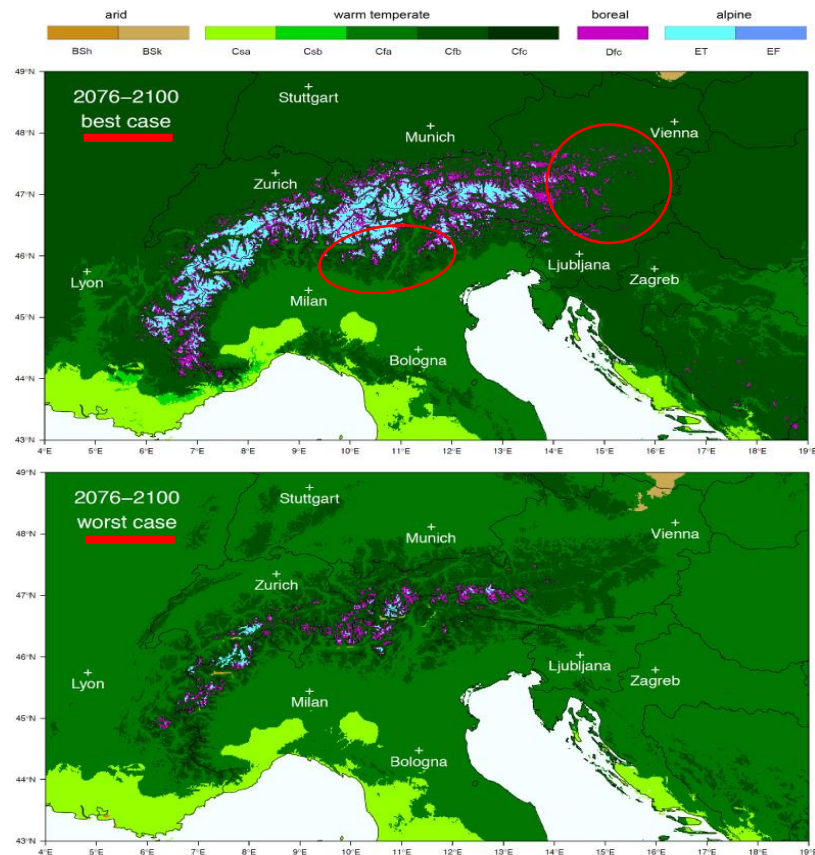 arid warm temperate boreal alpine
BSh BSk Csa Csb Cfa Cfb Cfc Dfc ET EF
49°N
2076−2100
best case
Stuttgart
48°N
Munich
Vienna
Zurich
47°N
46°N
Lyon
Milan
Ljubljana
Zagreb
45°N
Bologna
44°N
43°N
4°E 5°E 6°E 7°E 8°E 9°E 10°E 11°E 12°E 13°E 14°E 15°E 16°E 17°E 18°E 19°E
49°N
2076−2100
worst case
Stuttgart
48°N
Munich
Vienna
Zurich
47°N
46°N
Lyon
Milan
Ljubljana
Zagreb
45°N
Bologna
44°N
43°N
4°E 5°E 6°E 7°E 8°E 9°E 10°E 11°E 12°E 13°E 14°E 15°E 16°E 17°E 18°E 19°E